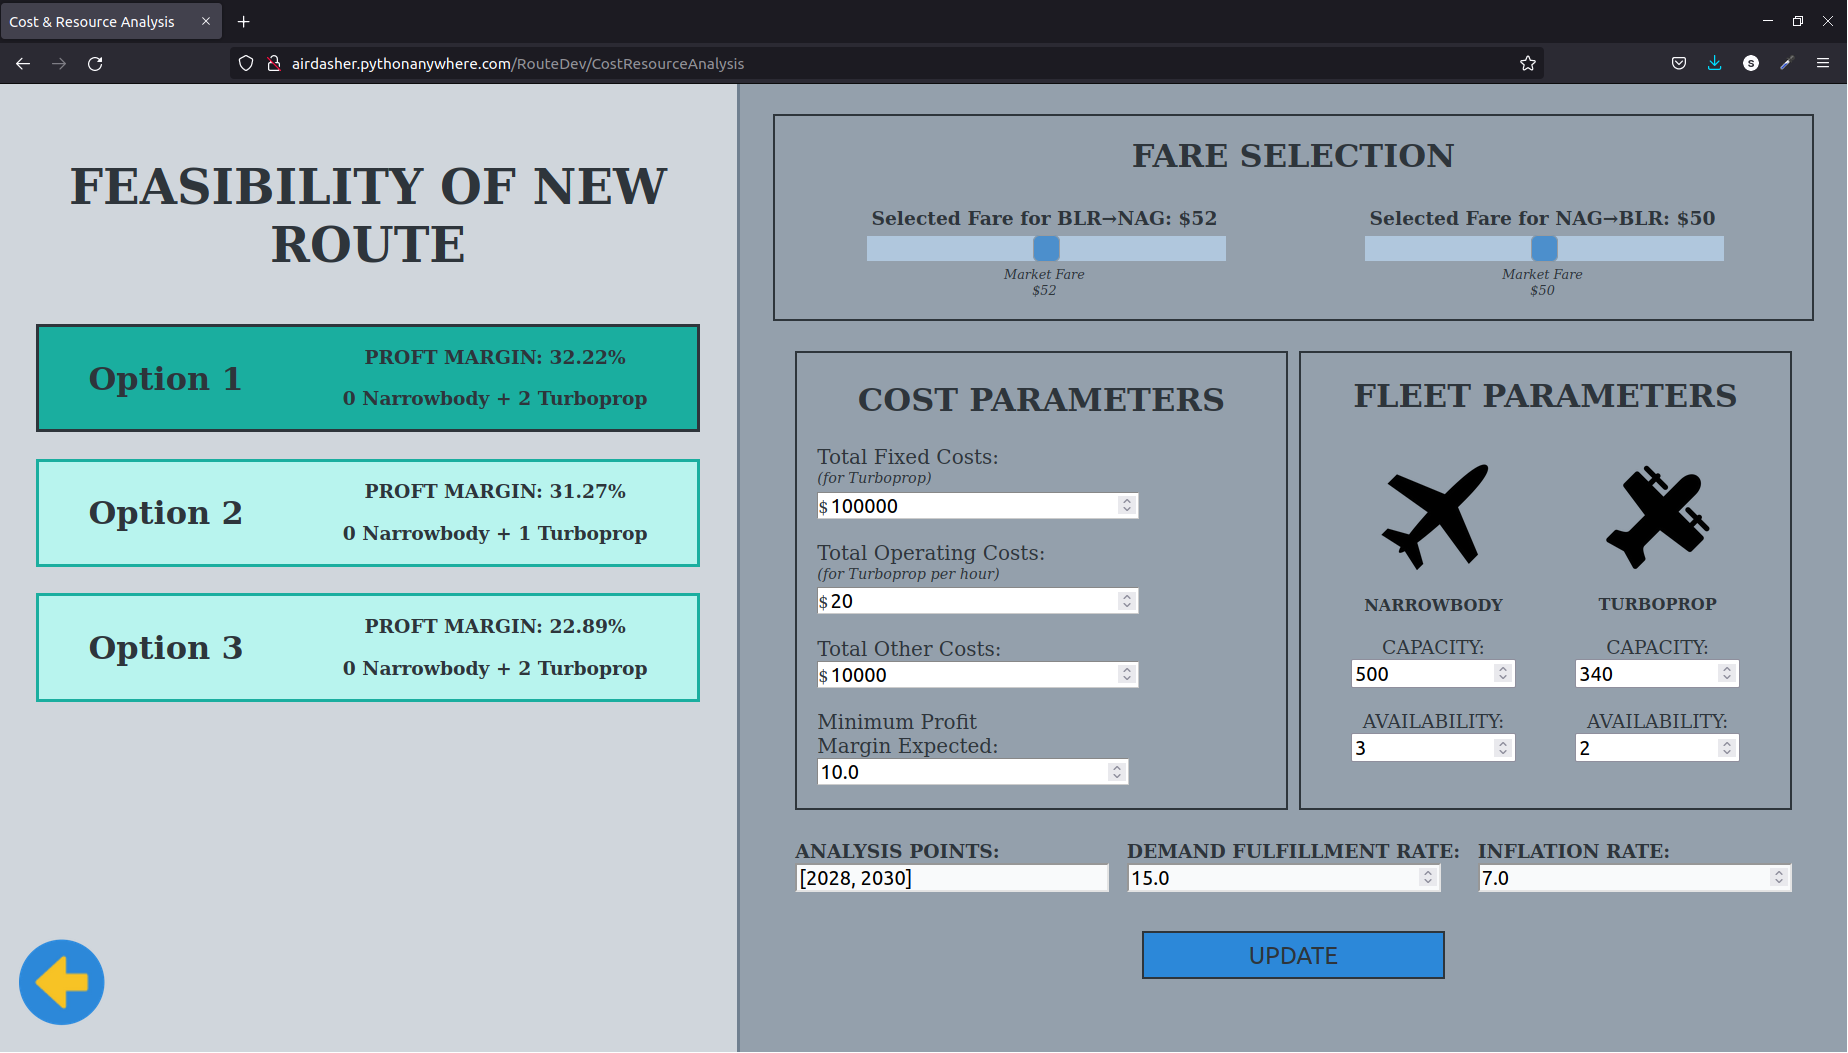 Cost & Resource Analysis
airdasher.pythonanywhere.com/RouteDev/CostResourceAnalysis
S
FEASIBILITY OF NEW
ROUTE
Option 1
PROFT MARGIN: 32.22%
0 Narrowbody + 2 Turboprop
Option 2
PROFT MARGIN: 31.27%
0 Narrowbody + 1 Turboprop
Option 3
PROFT MARGIN: 22.89%
0 Narrowbody + 2 Turboprop
FARE SELECTION
Selected Fare for BLR→NAG: $52
Market Fare
$52
Selected Fare for NAG→BLR: $50
Market Fare
$50
COST PARAMETERS
Total Fixed Costs:
(for Turboprop)
$ 100000
Total Operating Costs:
(for Turboprop per hour)
$ 20
Total Other Costs:
$ 10000
Minimum Profit
Margin Expected:
10.0
FLEET PARAMETERS
NARROWBODY
CAPACITY:
500
AVAILABILITY:
3
TURBOPROP
CAPACITY:
340
AVAILABILITY:
2
ANALYSIS POINTS:
[2028, 2030]
DEMAND FULFILLMENT RATE:
15.0
INFLATION RATE:
7.0
UPDATE